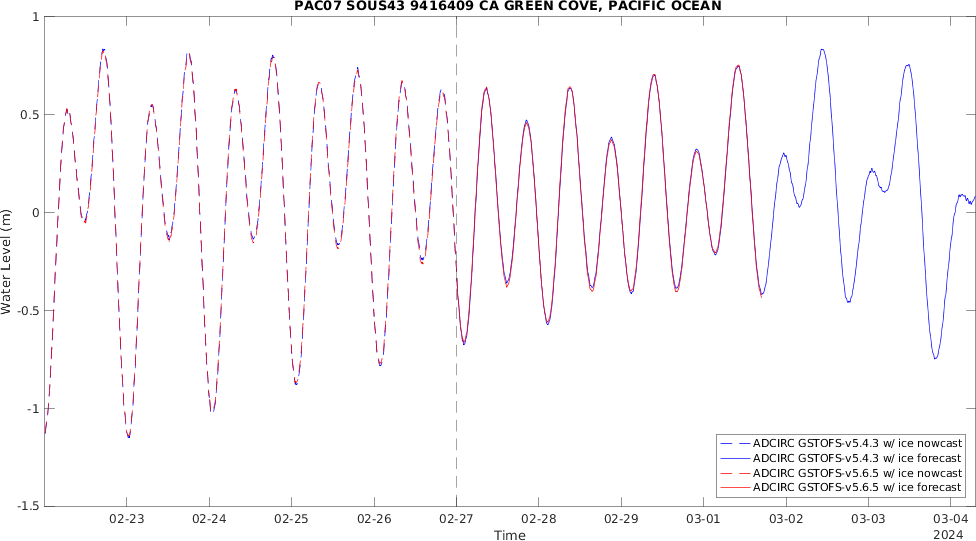 PAC07 SOUS43 9416409 CA GREEN COVE, PACIFIC OCEAN
1
0.5
0
-0.5
-1
-1.5
Water Level (m)
ADCIRC GSTOFS-v5.4.3 w/ ice nowcast
ADCIRC GSTOFS-v5.4.3 w/ ice forecast
ADCIRC GSTOFS-v5.6.5 w/ ice nowcast
ADCIRC GSTOFS-v5.6.5 w/ ice forecast
02-23 02-24 02-25 02-26 02-27 02-28 02-29 03-01 03-02 03-03 03-04
Time
2024